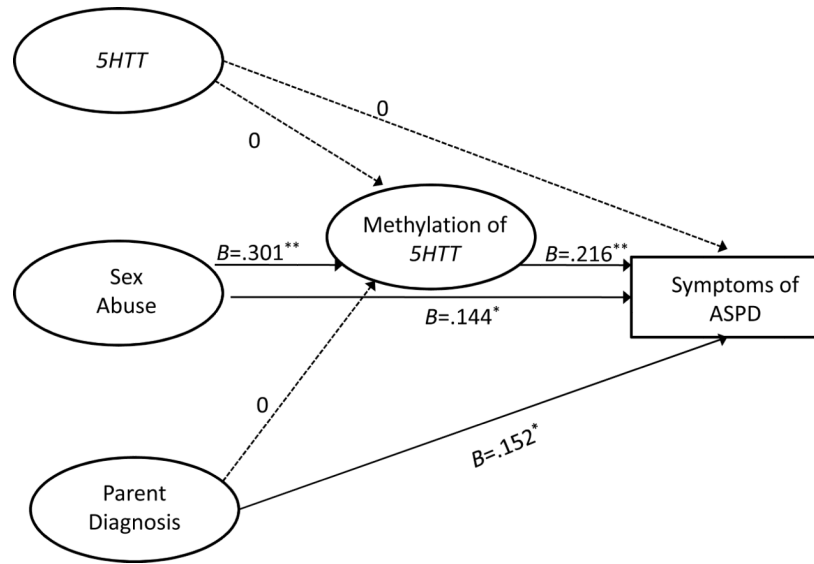 5HTT
0
0
Methylation of
5HTT
B=.301**
B=.216**
Sex
Abuse
Symptoms of
ASPD
B=.144*
0
B=.152*
Parent
Diagnosis